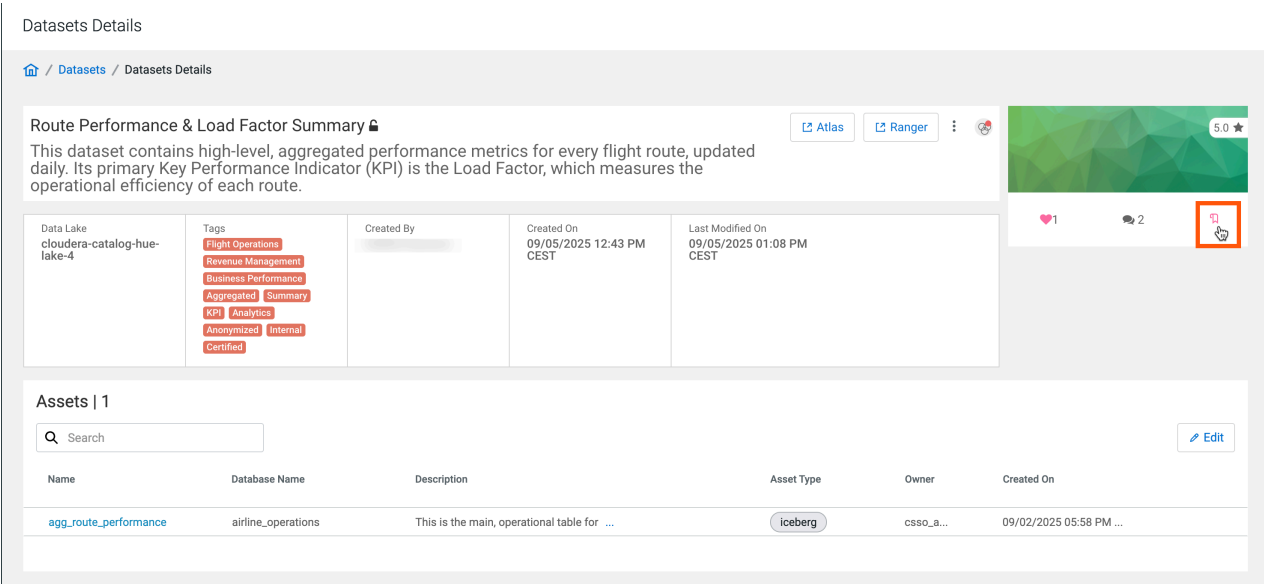 Datasets Details
/ Datasets / Datasets Details
Route Performance & Load Factor Summary
Atlas
Ranger
This dataset contains high-level, aggregated performance metrics for every flight route, updated
daily. Its primary Key Performance Indicator (KPI) is the Load Factor, which measures the
operational efficiency of each route.
5.0
1
2
Data Lake
cloudera-catalog-hue-
lake-4
Tags
Flight Operations
Revenue Management
Business Performance
Aggregated Summary
KPI Analytics
Anonymized Internal
Certified
Created By
Created On
09/05/2025 12:43 PM
CEST
Last Modified On
09/05/2025 01:08 PM
CEST
Assets | 1
Search
Edit
Name Database Name Description Asset Type Owner Created On
agg_route_performance airline_operations This is the main, operational table for ... iceberg csso_a... 09/02/2025 05:58 PM ...